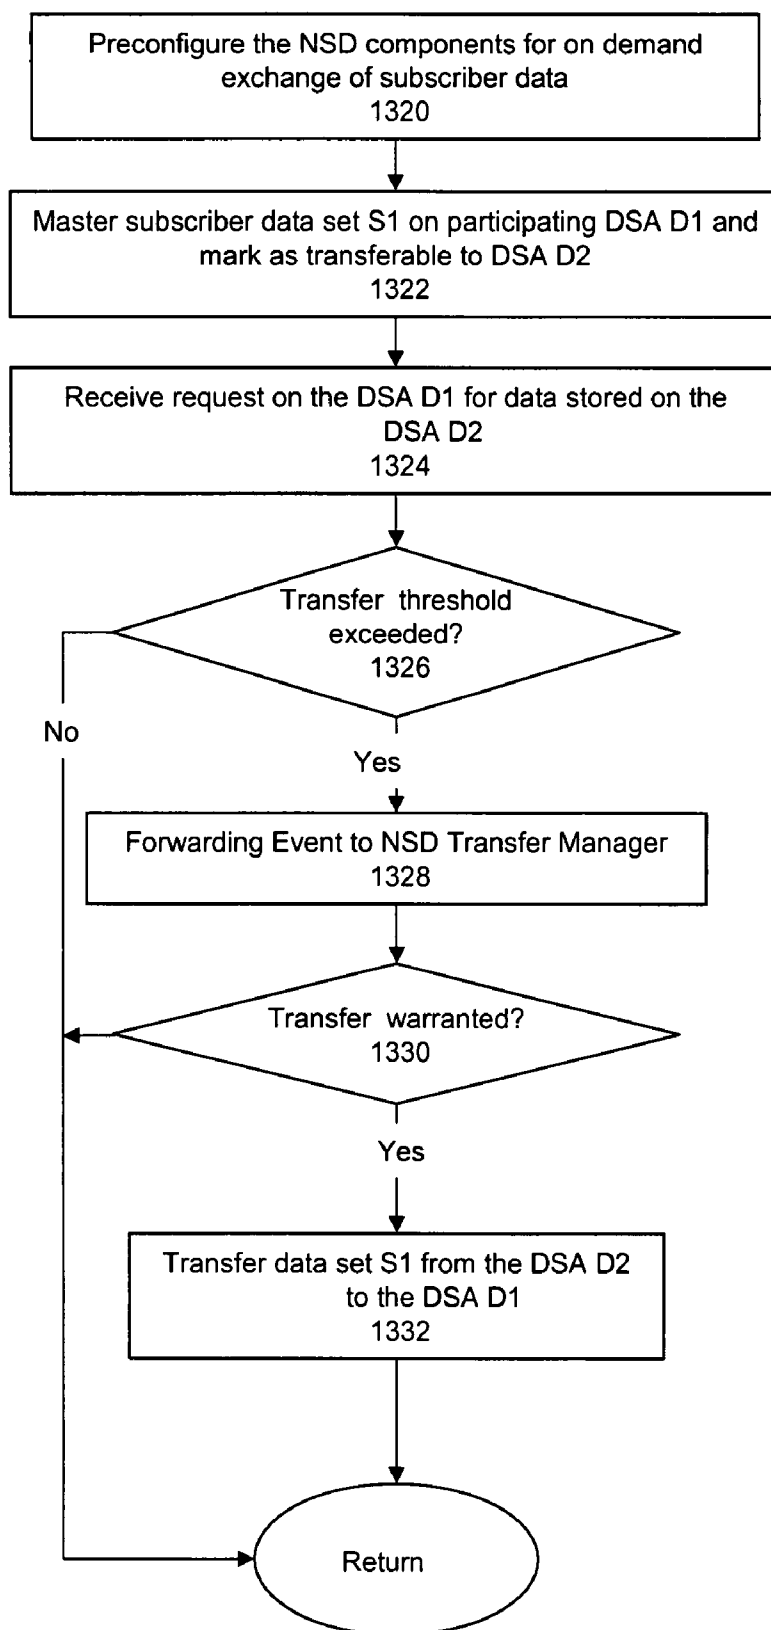 Preconfigure the NSD components for on demand
exchange of subscriber data
1320
Master subscriber data set S1 on participating DSA D1 and
mark as transferable to DSA D2
1322
Receive request on the DSA D1 for data stored on the
DSA D2
1324
Transfer threshold
exceeded?
1326
No
Yes
Forwarding Event to NSD Transfer Manager
1328
Transfer warranted?
1330
Yes
Transfer data set S1 from the DSA D2
to the DSA D1
1332
Return